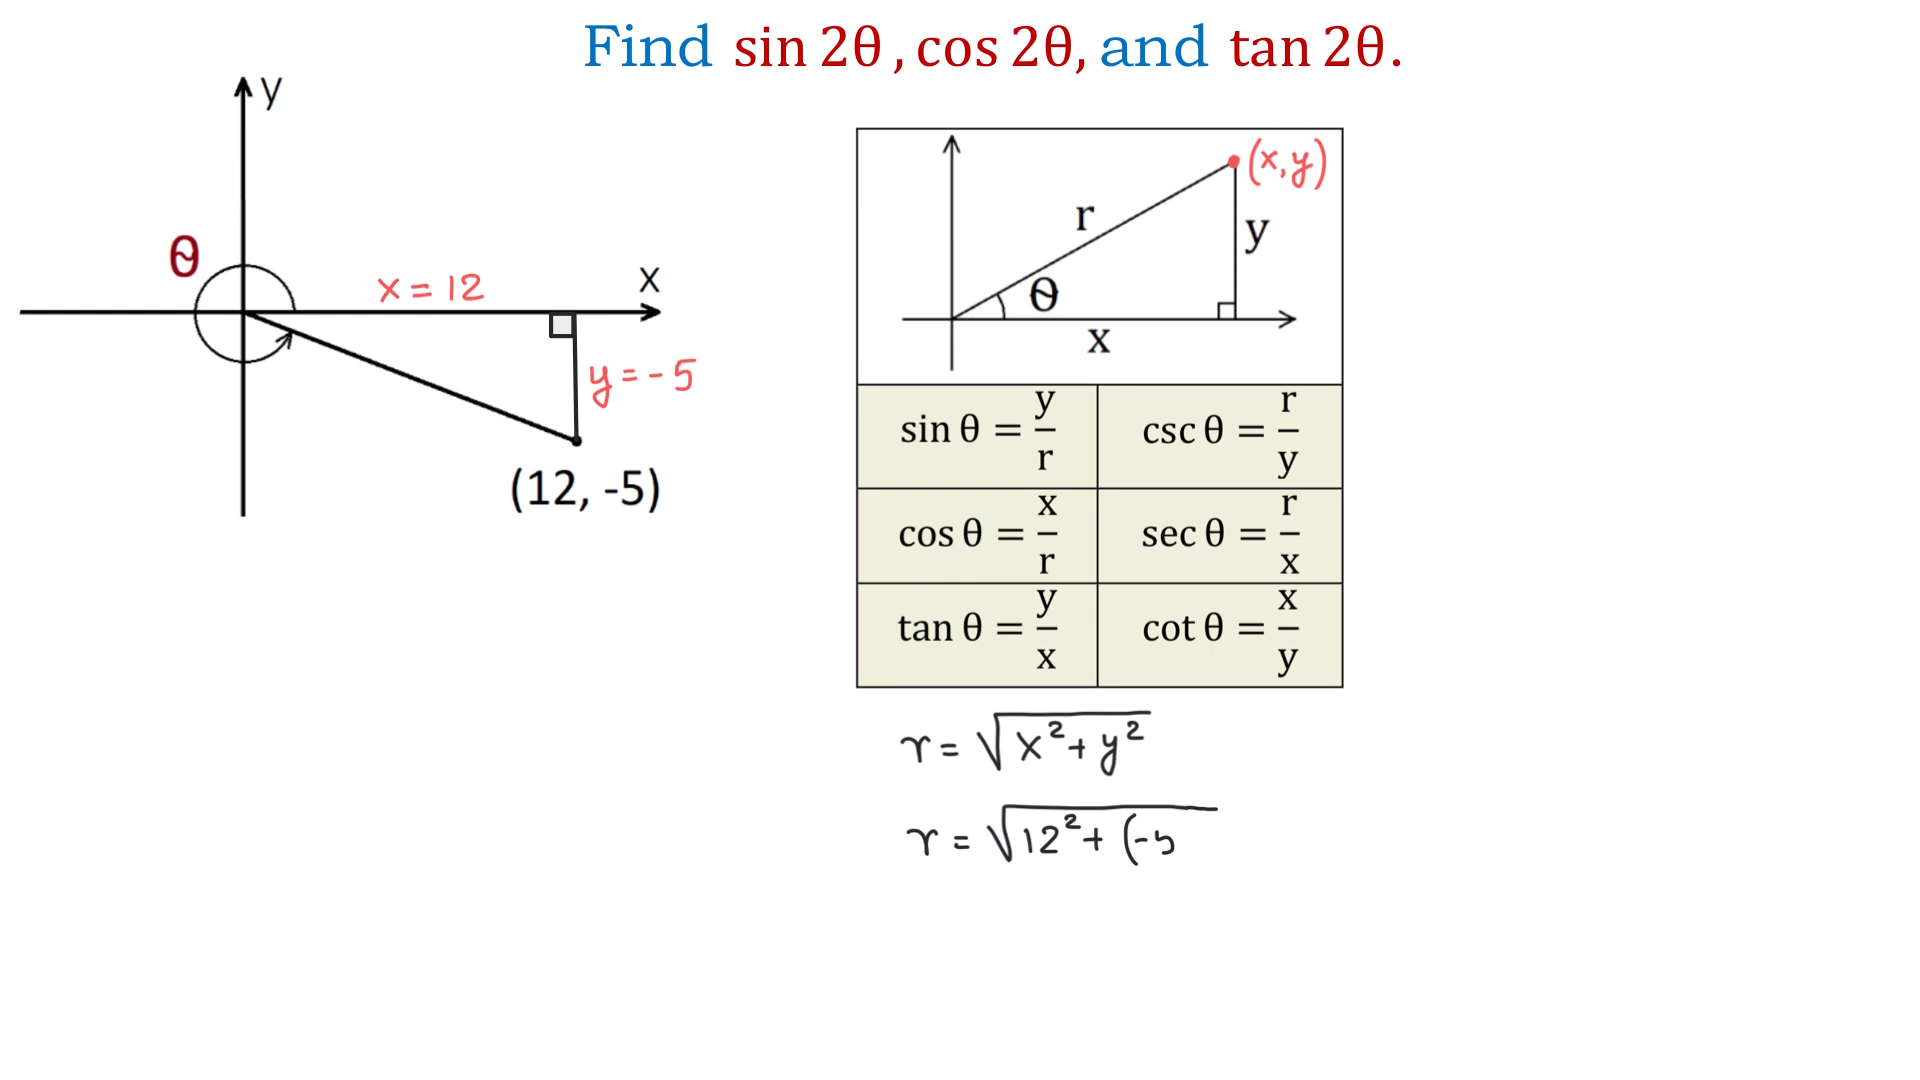 Find sin 2θ , cos 2θ, and tan 2θ.
y
θ
x = 12
x
y = -5
(12, -5)
(x,y)
r
y
θ
x
sin θ = y/r
csc θ = r/y
cos θ = x/r
sec θ = r/x
tan θ = y/x
cot θ = x/y
r = √x²+y²
r = √12²+ (-5